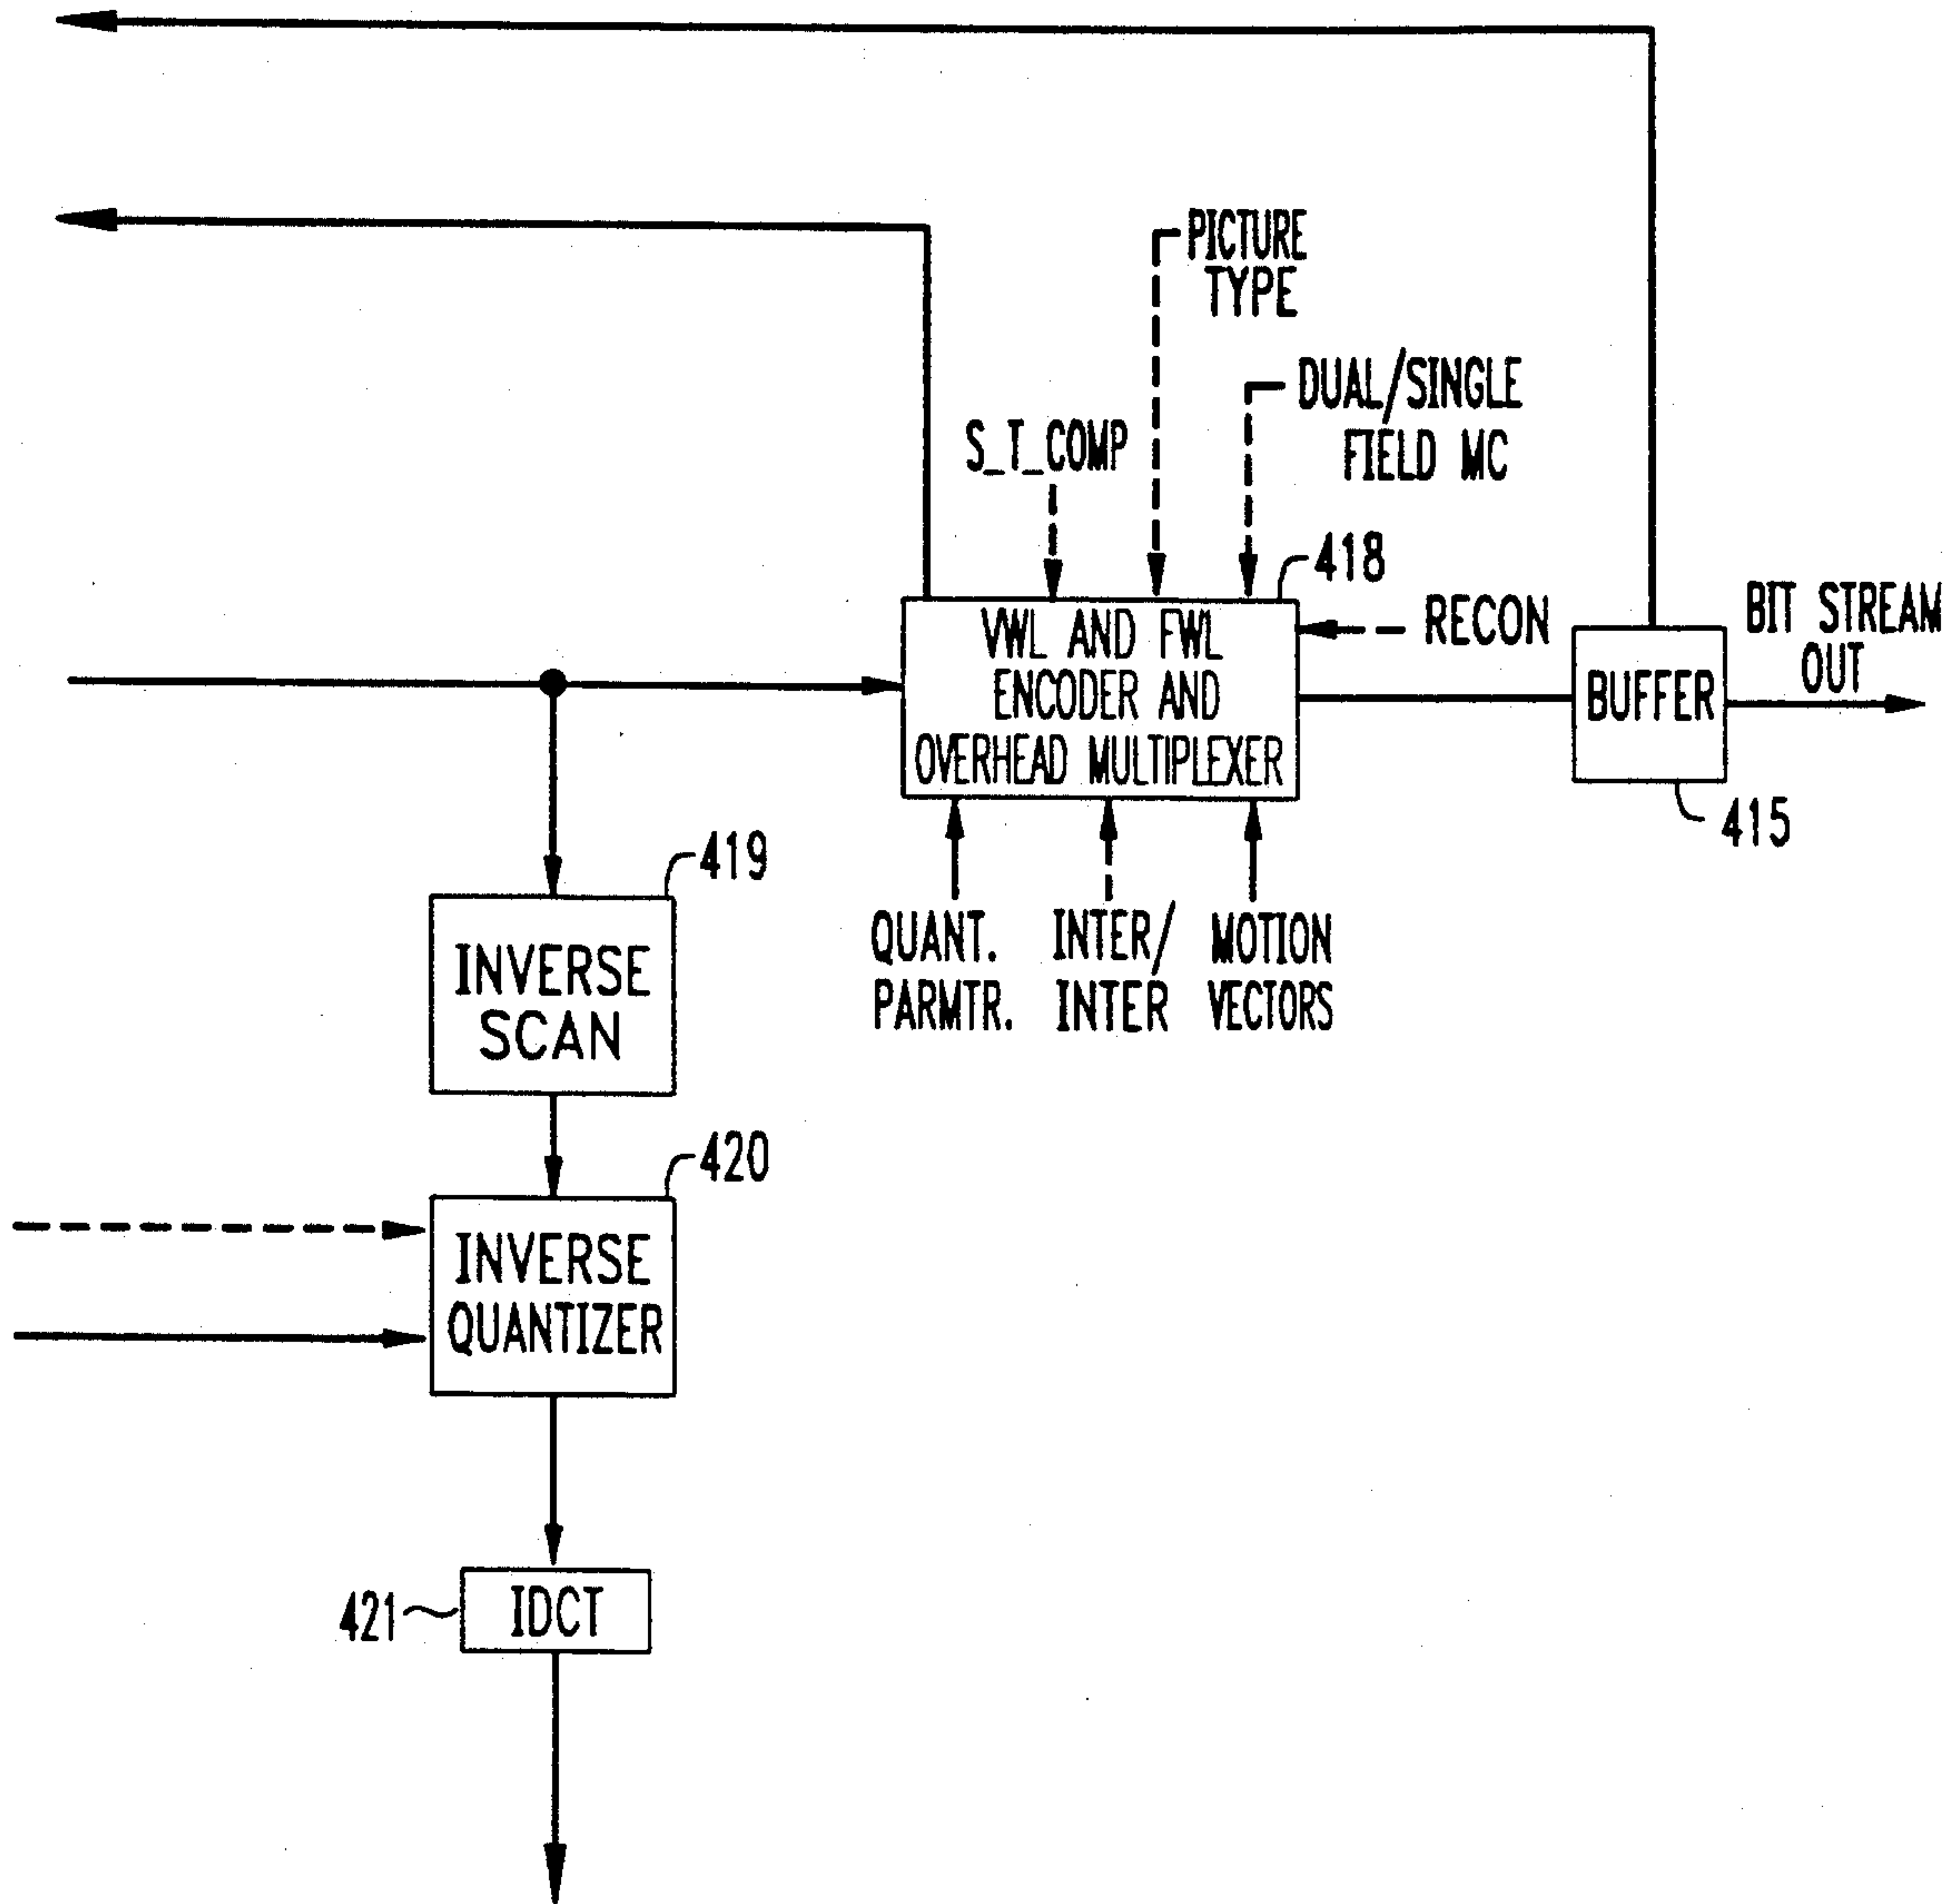 PICTURE
TYPE
DUAL/SINGLE
FIELD MC
S_T_COMP
418
RECON
BIT STREAM
OUT
VWL AND FWL
ENCODER AND
OVERHEAD MULTIPLEXER
BUFFER
415
419
QUANT.
PARMTR.
INTER/
INTER
MOTION
VECTORS
INVERSE
SCAN
420
INVERSE
QUANTIZER
421
IDCT